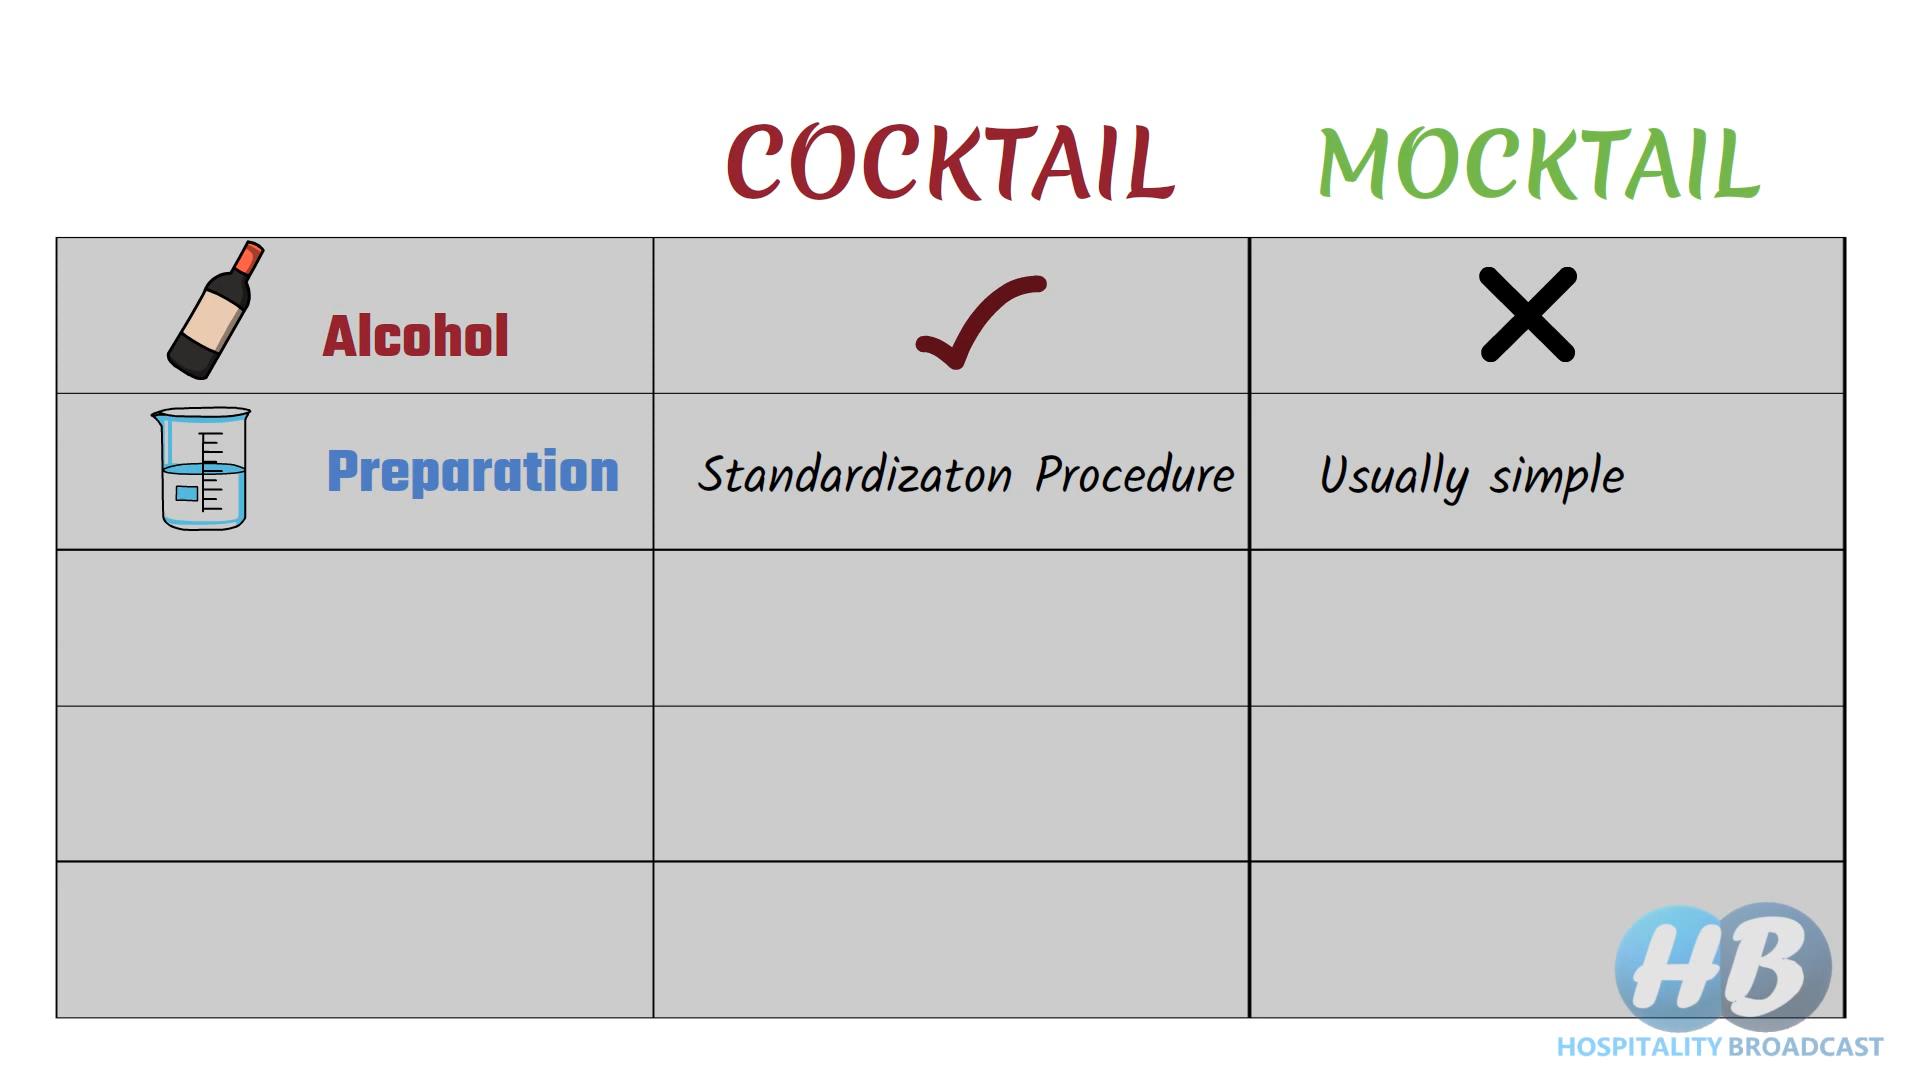 COCKTAIL MOCKTAIL
Alcohol
Preparation Standardizaton Procedure Usually simple
HB
HOSPITALITY BROADCAST